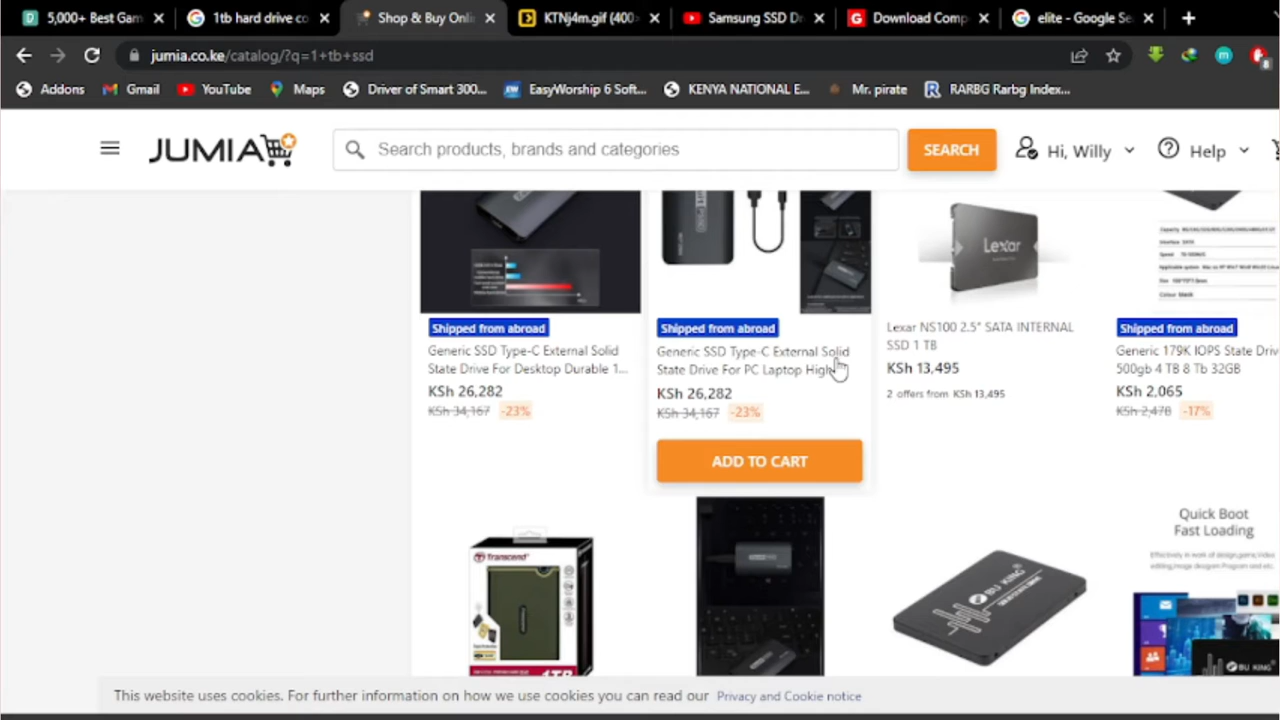 5,000+ Best Gam
1tb hard drive co
Shop & Buy Onli
KTNj4m.gif (400
Samsung SSD D
Download Comp
elite - Google Se
jumia.co.ke/catalog/?q=1+tb+ssd
8
Addons
Gmail
YouTube
Maps
Driver of Smart 300...
EasyWorship 6 Soft...
KENYA NATIONAL E...
Mr. pirate
RARBG Rarbg Index...
JUMIA
Search products, brands and categories
SEARCH
Hi, Willy
Help
Shipped from abroad
Generic SSD Type-C External Solid
State Drive For Desktop Durable 1...
KSh 26,282
KSh 34,167 -23%
Shipped from abroad
Generic SSD Type-C External Solid
State Drive For PC Laptop High
KSh 26,282
KSh 34,167 -23%
ADD TO CART
Lexar
Lexar NS100 2.5" SATA INTERNAL
SSD 1 TB
KSh 13,495
2 offers from KSh 13,495
Shipped from abroad
Generic 179K IOPS State Driv
500gb 4 TB 8 Tb 32GB
KSh 2,065
KSh 2,478 -17%
Transcend
1TB
BU KING
Quick Boot
Fast Loading
BU KING
This website uses cookies. For further information on how we use cookies you can read our Privacy and Cookie notice